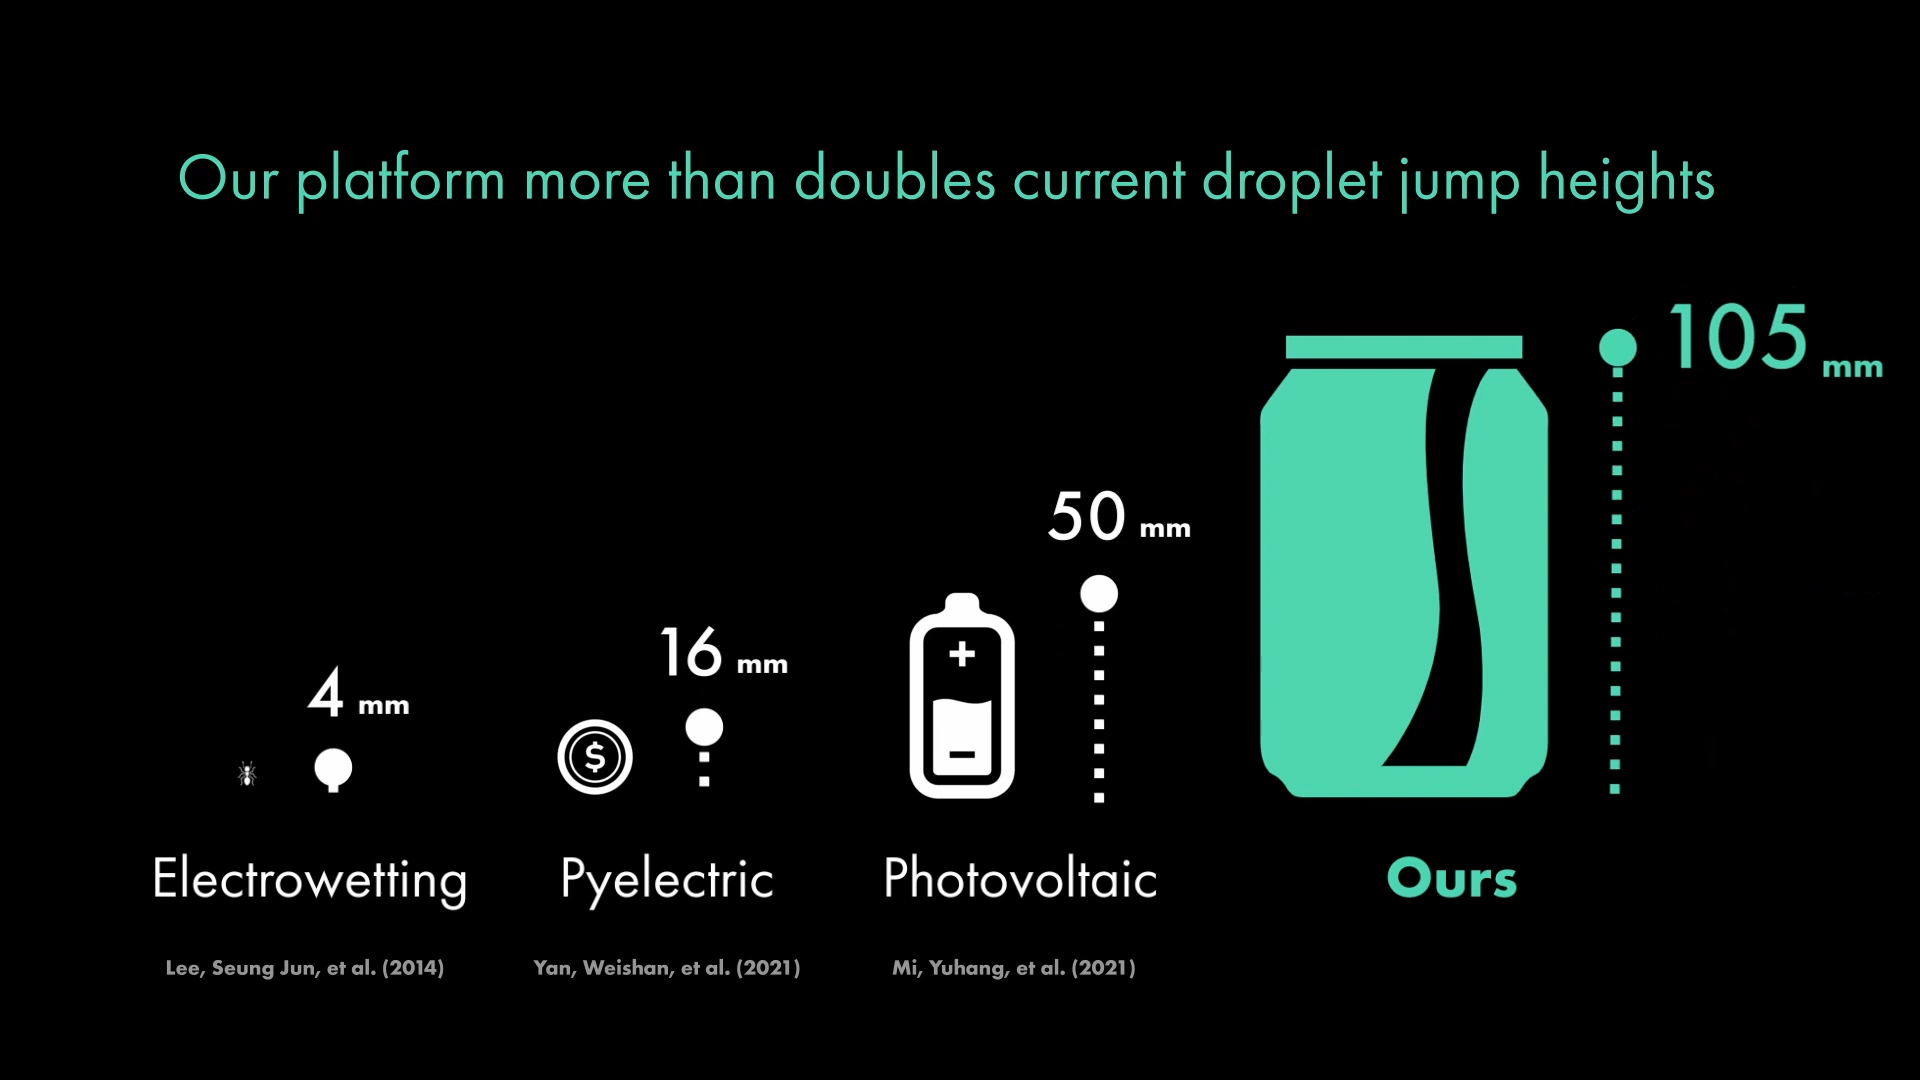 Our platform more than doubles current droplet jump heights
105 mm
50 mm
16 mm
4 mm
$
+
-
Electrowetting
Pyelectric
Photovoltaic
Ours
Lee, Seung Jun, et al. (2014)
Yan, Weishan, et al. (2021)
Mi, Yuhang, et al. (2021)